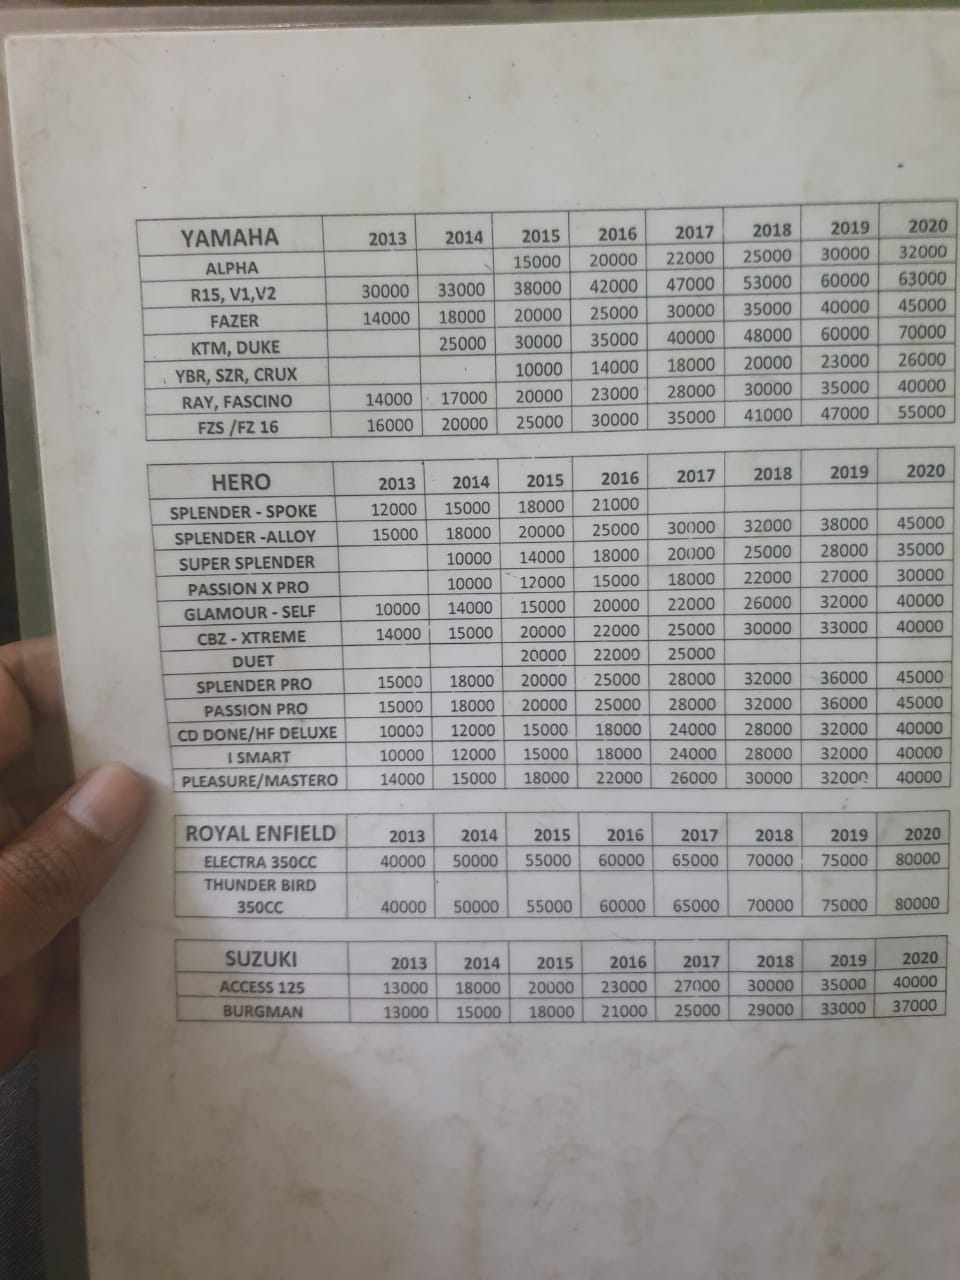 YAMAHA 2013 2014 2015 2016 2017 2018 2019 2020
ALPHA 15000 20000 22000 25000 30000 32000
R15, V1,V2 30000 33000 38000 42000 47000 53000 60000 63000
FAZER 14000 18000 20000 25000 30000 35000 40000 45000
KTM, DUKE 25000 30000 35000 40000 48000 60000 70000
YBR, SZR, CRUX 10000 14000 18000 20000 23000 26000
RAY, FASCINO 14000 17000 20000 23000 28000 30000 35000 40000
FZS /FZ 16 16000 20000 25000 30000 35000 41000 47000 55000
HERO 2013 2014 2015 2016 2017 2018 2019 2020
SPLENDER - SPOKE 12000 15000 18000 21000
SPLENDER -ALLOY 15000 18000 20000 25000 30000 32000 38000 45000
SUPER SPLENDER 10000 14000 18000 20000 25000 28000 35000
PASSION X PRO 10000 12000 15000 18000 22000 27000 30000
GLAMOUR - SELF 10000 14000 15000 20000 22000 26000 32000 40000
CBZ - XTREME 14000 15000 20000 22000 25000 30000 33000 40000
DUET 20000 22000 25000
SPLENDER PRO 15000 18000 20000 25000 28000 32000 36000 45000
PASSION PRO 15000 18000 20000 25000 28000 32000 36000 45000
CD DONE/HF DELUXE 10000 12000 15000 18000 24000 28000 32000 40000
I SMART 10000 12000 15000 18000 24000 28000 32000 40000
PLEASURE/MASTERO 14000 15000 18000 22000 26000 30000 32000 40000
ROYAL ENFIELD 2013 2014 2015 2016 2017 2018 2019 2020
ELECTRA 350CC 40000 50000 55000 60000 65000 70000 75000 80000
THUNDER BIRD
350CC 40000 50000 55000 60000 65000 70000 75000 80000
SUZUKI 2013 2014 2015 2016 2017 2018 2019 2020
ACCESS 125 13000 18000 20000 23000 27000 30000 35000 40000
BURGMAN 13000 15000 18000 21000 25000 29000 33000 37000